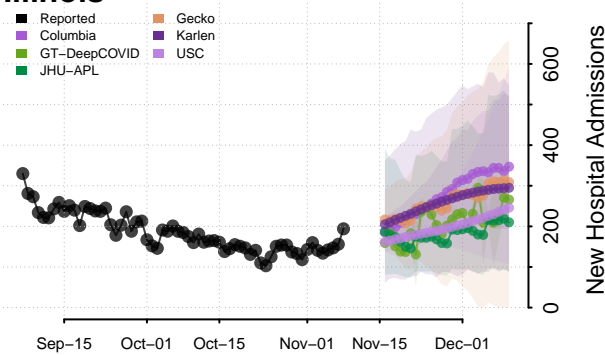 Reported
Columbia
GT−DeepCOVID
JHU−APL
Gecko
Karlen
USC
New Hospital Admissions
600
400
200
0
Sep−15
Oct−01
Oct−15
Nov−01
Nov−15
Dec−01